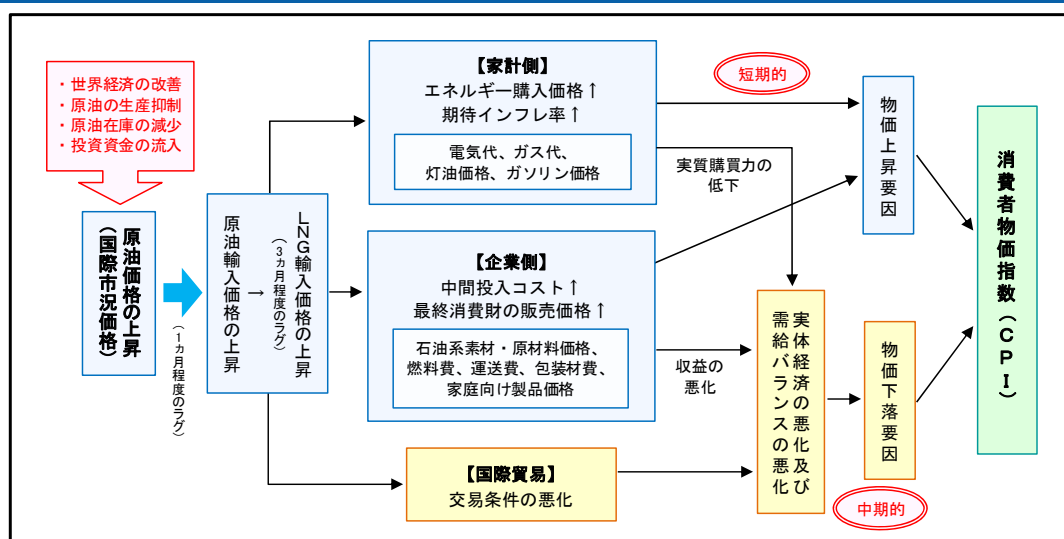 ・世界経済の改善
・原油の生産抑制
・原油在庫の減少
・投資資金の流入
原油価格の上昇
（国際市況価格）
（1ヵ月程度のラグ）
原油輸入価格の上昇
→
LNG輸入価格の上昇
（3ヵ月程度のラグ）
【家計側】
エネルギー購入価格↑
期待インフレ率↑
電気代、ガス代、
灯油価格、ガソリン価格
【企業側】
中間投入コスト↑
最終消費財の販売価格↑
石油系素材・原材料価格、
燃料費、運送費、包装材費、
家庭向け製品価格
【国際貿易】
交易条件の悪化
短期的
実質購買力の
低下
収益の
悪化
実体経済の悪化及び
需給バランスの悪化
物価上昇要因
物価下落要因
中期的
消費者物価指数（CPI）